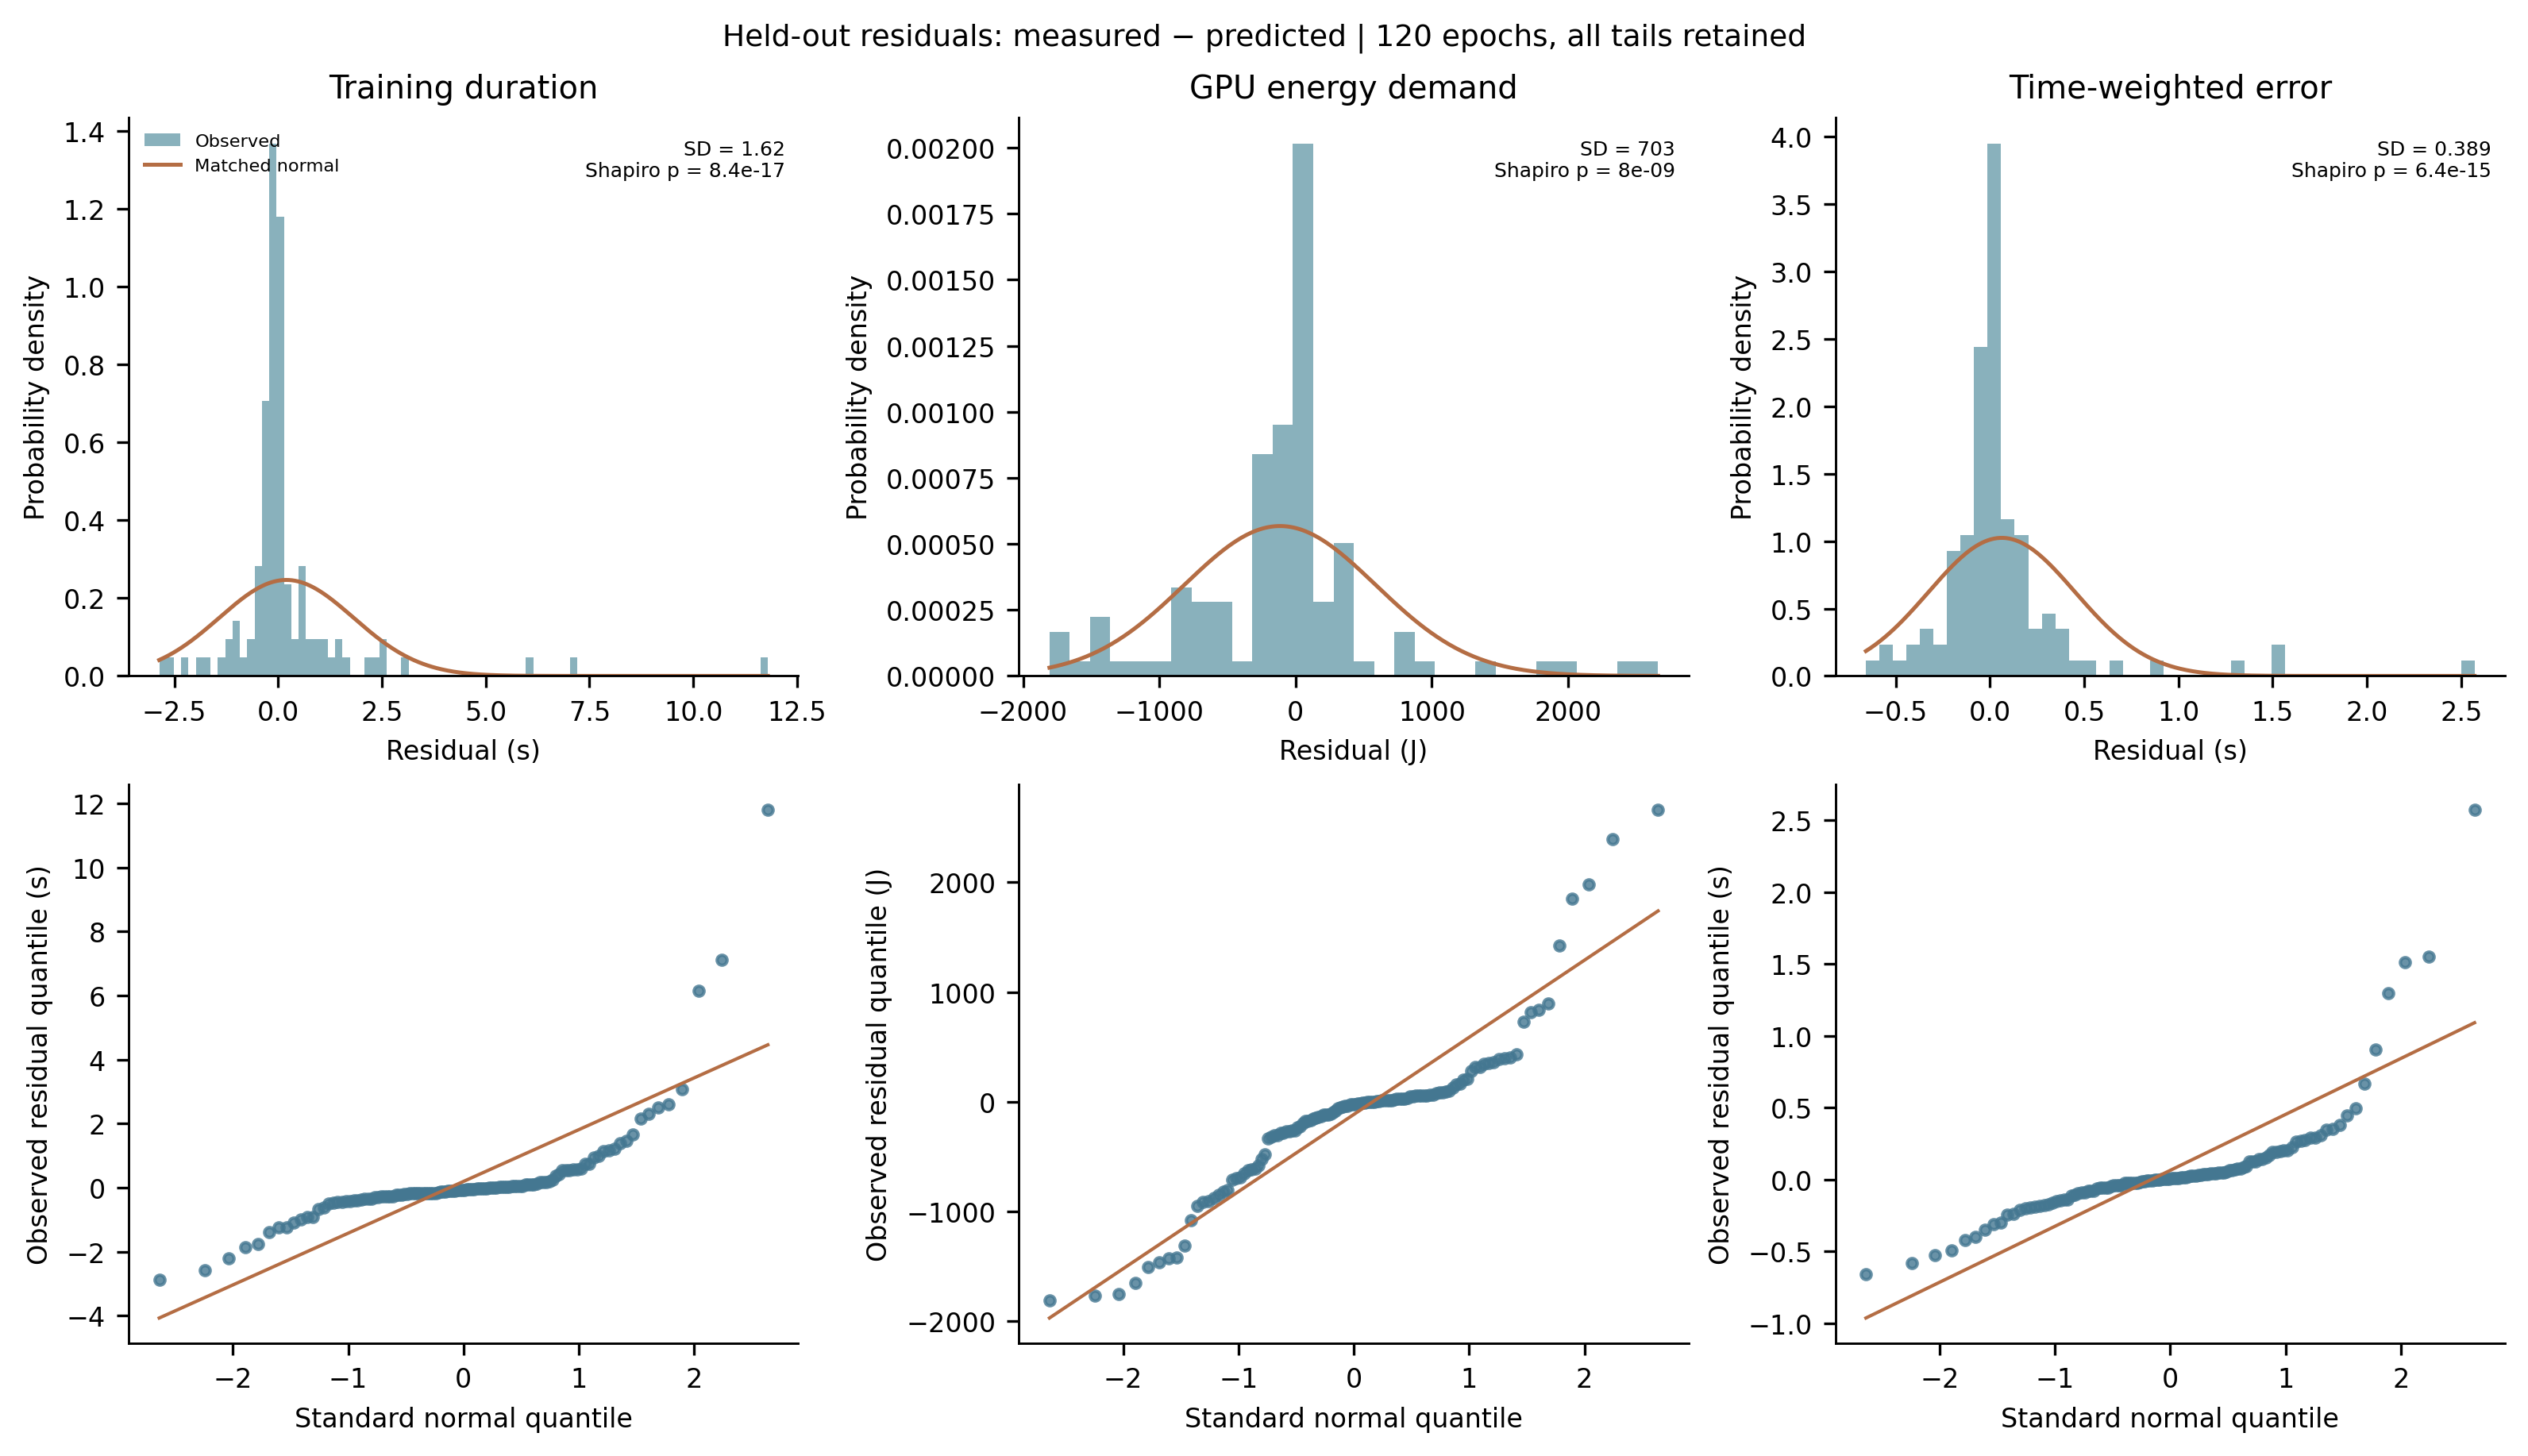 Held-out residuals: measured − predicted | 120 epochs, all tails retained
Training duration
Observed
Matched normal
SD = 1.62
Shapiro p = 8.4e-17
1.4
1.2
1.0
0.8
0.6
0.4
0.2
0.0
Probability density
−2.5 0.0 2.5 5.0 7.5 10.0 12.5
Residual (s)
GPU energy demand
SD = 703
Shapiro p = 8e-09
0.00200
0.00175
0.00150
0.00125
0.00100
0.00075
0.00050
0.00025
0.00000
Probability density
−2000 −1000 0 1000 2000
Residual (J)
Time-weighted error
SD = 0.389
Shapiro p = 6.4e-15
4.0
3.5
3.0
2.5
2.0
1.5
1.0
0.5
0.0
Probability density
−0.5 0.0 0.5 1.0 1.5 2.0 2.5
Residual (s)
12
10
8
6
4
2
0
−2
−4
Observed residual quantile (s)
−2 −1 0 1 2
Standard normal quantile
2000
1000
0
−1000
−2000
Observed residual quantile (J)
−2 −1 0 1 2
Standard normal quantile
2.5
2.0
1.5
1.0
0.5
0.0
−0.5
−1.0
Observed residual quantile (s)
−2 −1 0 1 2
Standard normal quantile